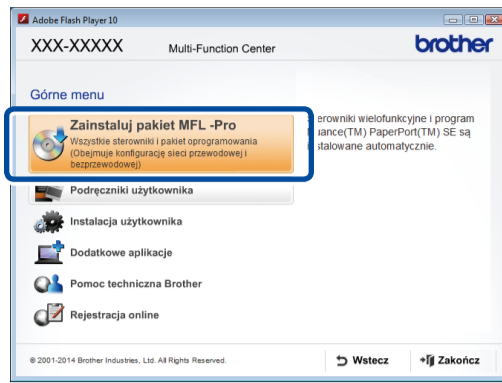 Adobe Flash Player 10
XXX-XXXXX
Multi-Function Center
brother
Górne menu
Zainstaluj pakiet MFL -Pro
Wszystkie sterowniki i pakiet oprogramowania
(Obejmuje konfigurację sieci przewodowej i
bezprzewodowej)
erowniki wielofunkcyjne i program
uance(TM) PaperPort(TM) SE są
stalowane automatycznie.
Podręczniki użytkownika
Instalacja użytkownika
Dodatkowe aplikacje
Pomoc techniczna Brother
Rejestracja online
© 2001-2014 Brother Industries, Ltd. All Rights Reserved.
Wstecz
Zakończ